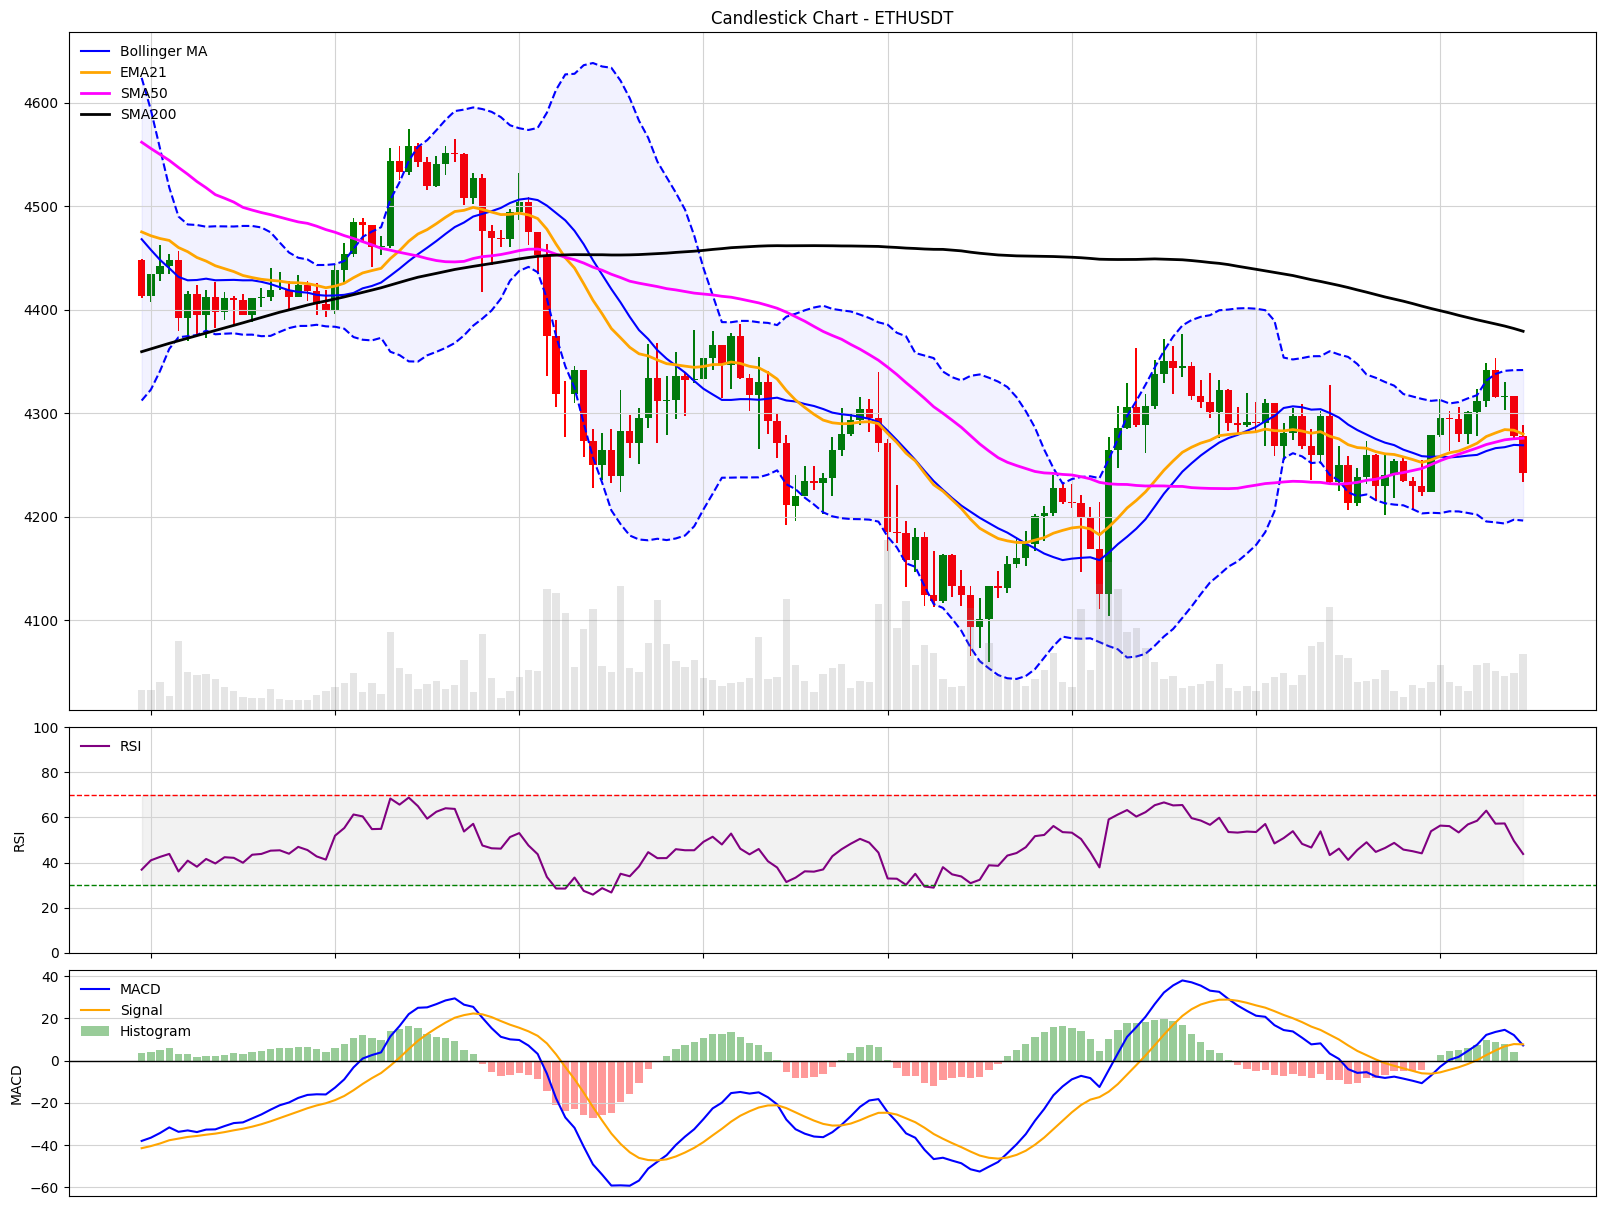 Candlestick Chart - ETHUSDT
Bollinger MA
EMA21
SMA50
SMA200
4600
4500
4400
4300
4200
4100
RSI
100
80
60
40
20
0
RSI
MACD
Signal
Histogram
40
20
0
−20
−40
−60
MACD